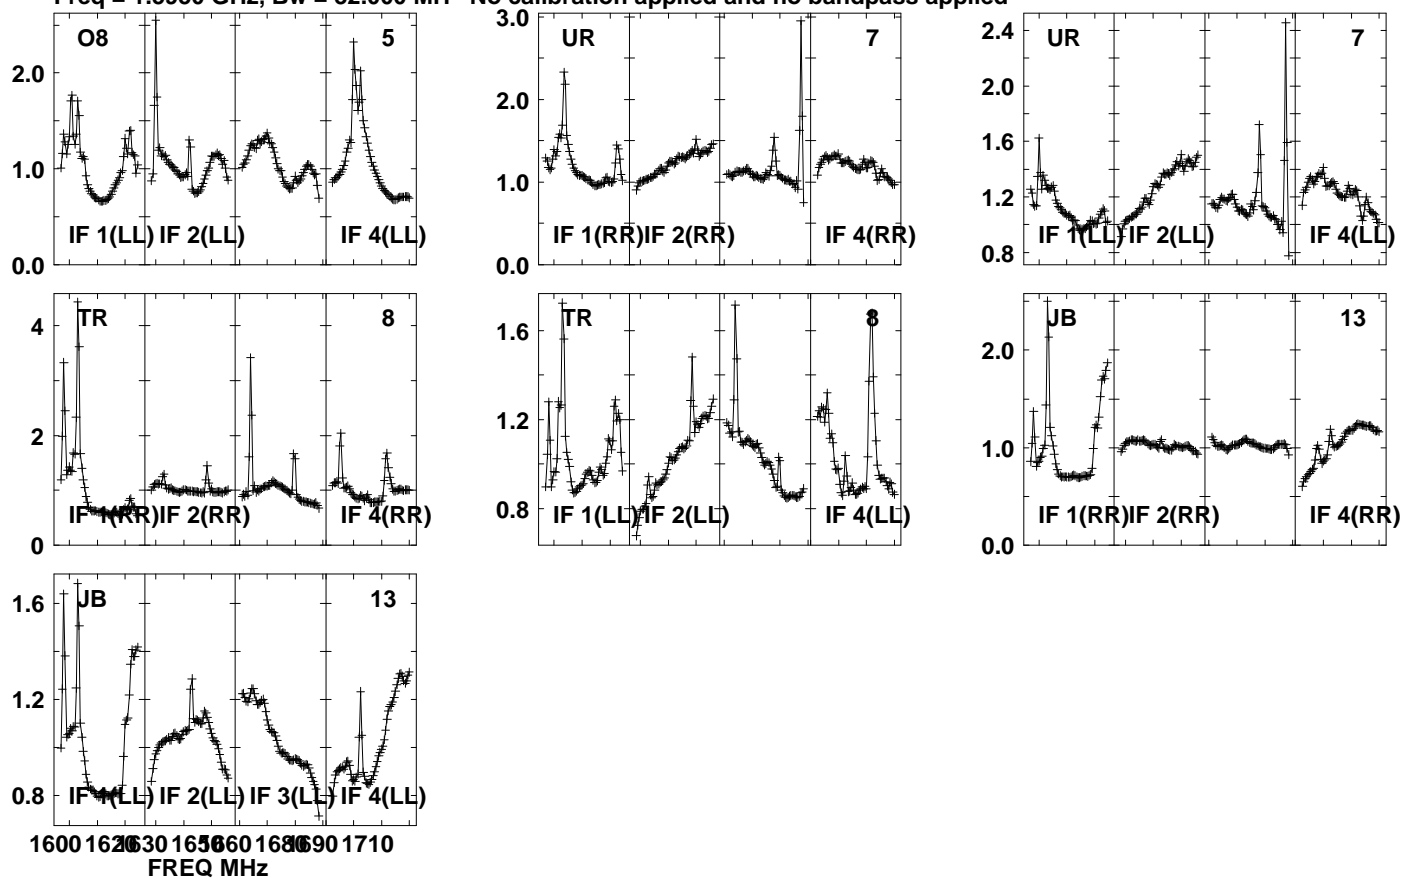 No calibration applied and no bandpass applied
O8 5
2.0
1.0
0.0
IF 1(LL) IF 2(LL) IF 4(LL)
UR 7
3.0
2.0
1.0
0.0
IF 1(RR) IF 2(RR) IF 4(RR)
UR 7
2.4
2.0
1.6
1.2
0.8
IF 1(LL) IF 2(LL) IF 4(LL)
TR 8
4
2
0
IF 1(RR) IF 2(RR) IF 4(RR)
TR 8
1.6
1.2
0.8
IF 1(LL) IF 2(LL) IF 4(LL)
JB 13
2.0
1.0
0.0
IF 1(RR) IF 2(RR) IF 4(RR)
JB 13
1.6
1.2
0.8
IF 1(LL) IF 2(LL) IF 3(LL) IF 4(LL)
1600 1620 1630 1650 1660 1680 1690 1710
FREQ MHz